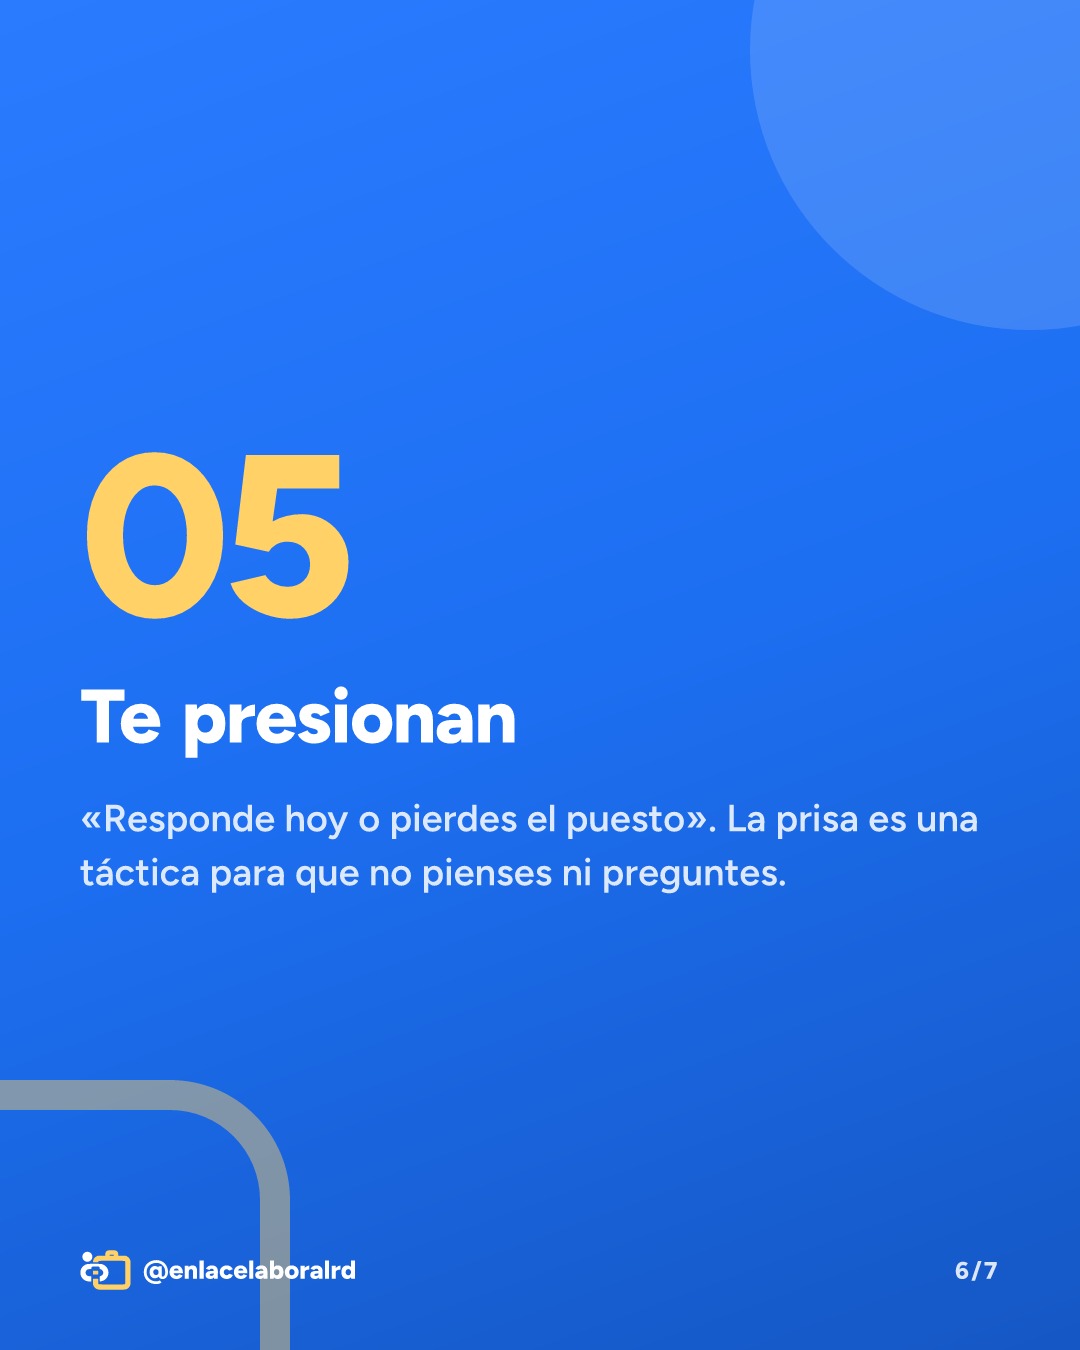 05
Te presionan
«Responde hoy o pierdes el puesto». La prisa es una
táctica para que no pienses ni preguntes.
@enlacelaboralrd
6/7